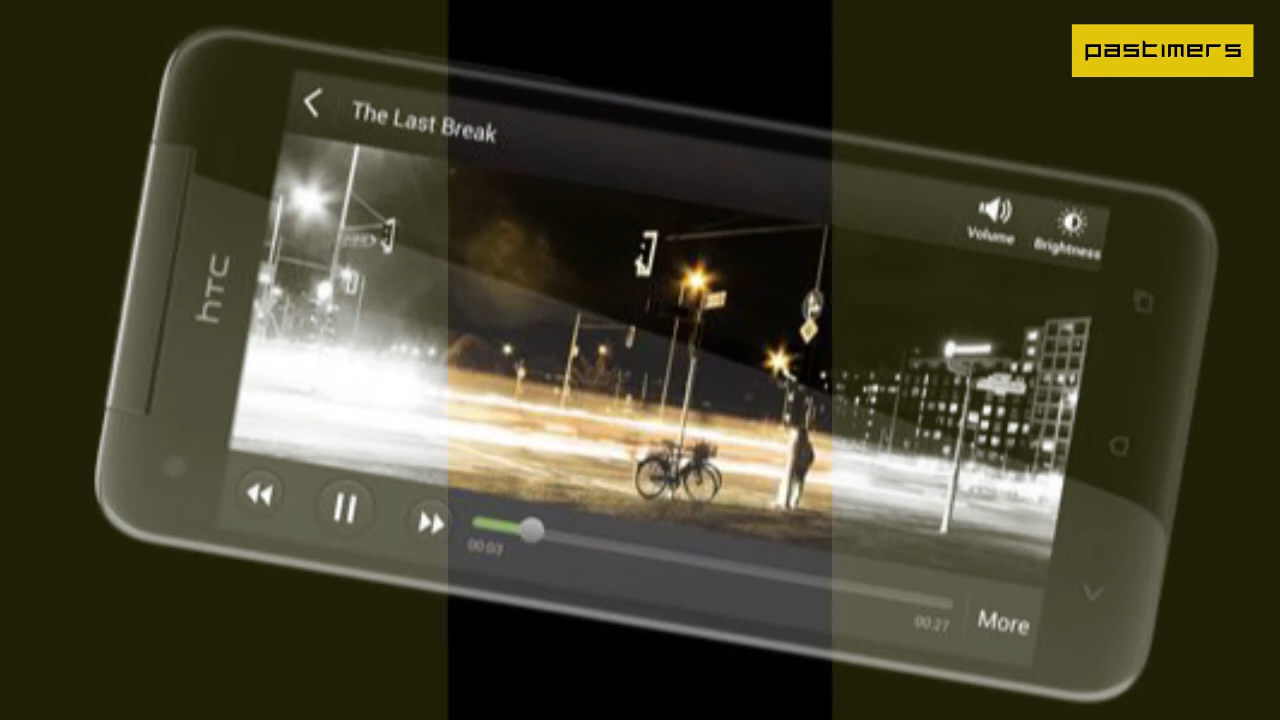 pastimers
The Last Break
Volume
Brightness
hTC
00:03
00:27
More